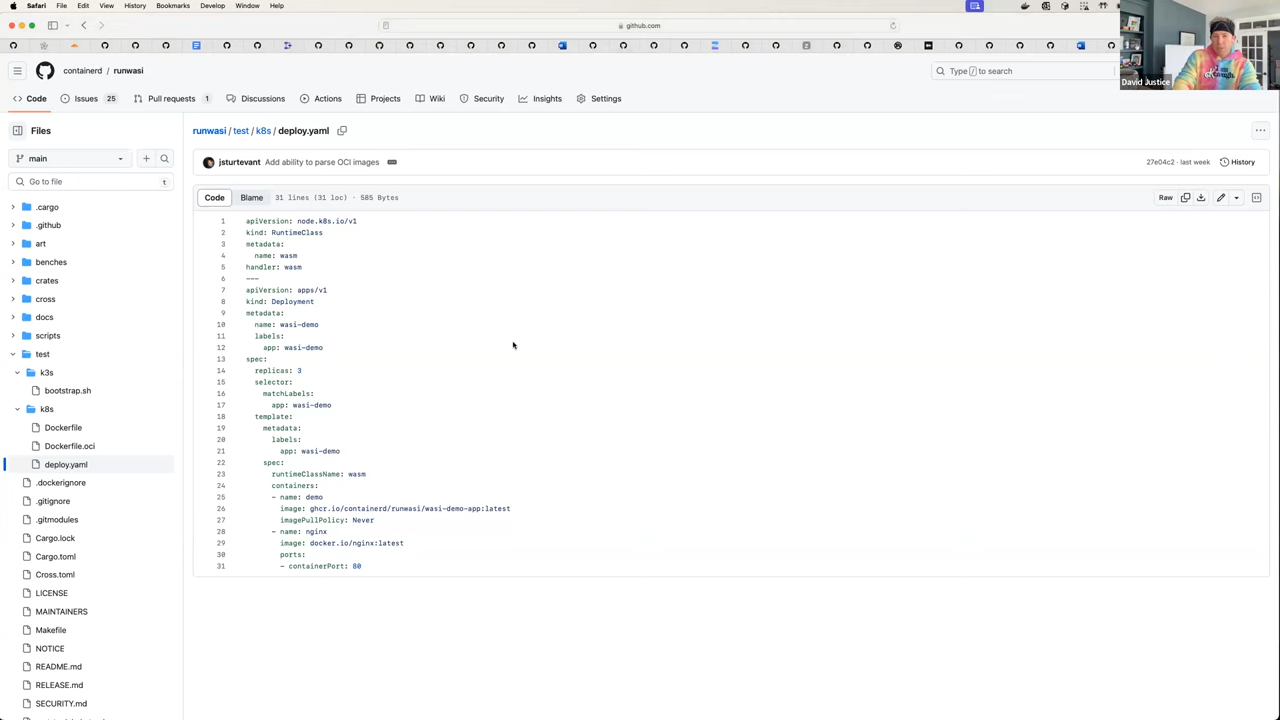 Safari File Edit View History Bookmarks Develop Window Help
github.com
David Justice
containerd / runwasi
Type / to search
Code Issues 25 Pull requests 1 Discussions Actions Projects Wiki Security Insights Settings
Files
main
Go to file t
.cargo
.github
art
benches
crates
cross
docs
scripts
test
k3s
bootstrap.sh
k8s
Dockerfile
Dockerfile.oci
deploy.yaml
.dockerignore
.gitignore
.gitmodules
Cargo.lock
Cargo.toml
Cross.toml
LICENSE
MAINTAINERS
Makefile
NOTICE
README.md
RELEASE.md
SECURITY.md
runwasi / test / k8s / deploy.yaml
jsturtevant Add ability to parse OCI images
27e04c2 · last week History
Code Blame 31 lines (31 loc) · 585 Bytes
Raw
1 apiVersion: node.k8s.io/v1
2 kind: RuntimeClass
3 metadata:
4 name: wasm
5 handler: wasm
6 ---
7 apiVersion: apps/v1
8 kind: Deployment
9 metadata:
10 name: wasi-demo
11 labels:
12 app: wasi-demo
13 spec:
14 replicas: 3
15 selector:
16 matchLabels:
17 app: wasi-demo
18 template:
19 metadata:
20 labels:
21 app: wasi-demo
22 spec:
23 runtimeClassName: wasm
24 containers:
25 - name: demo
26 image: ghcr.io/containerd/runwasi/wasi-demo-app:latest
27 imagePullPolicy: Never
28 - name: nginx
29 image: docker.io/nginx:latest
30 ports:
31 - containerPort: 80